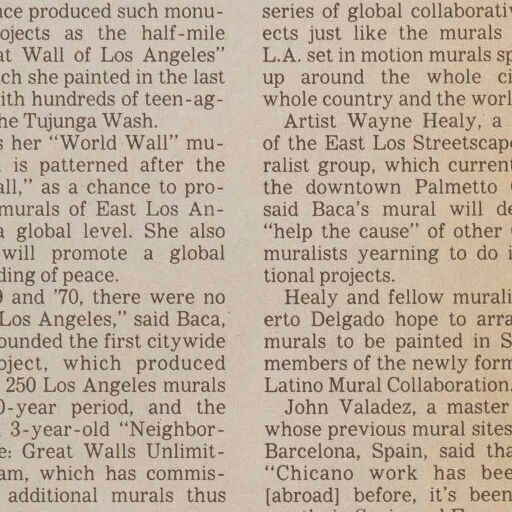 nce produced such monu-
ojects as the half-mile
at Wall of Los Angeles"
ch she painted in the last
ith hundreds of teen-ag-
he Tujunga Wash.
s her "World Wall" mu-
is patterned after the
all," as a chance to pro-
murals of East Los An-
a global level. She also
will promote a global
ding of peace.
9 and '70, there were no
Los Angeles," said Baca,
ounded the first citywide
oject, which produced
250 Los Angeles murals
0-year period, and the
3-year-old "Neighbor-
e: Great Walls Unlimit-
am, which has commis-
additional murals thus
series of global collaborativ
ects just like the murals
L.A. set in motion murals sp
up around the whole ci
whole country and the worl
Artist Wayne Healy, a
of the East Los Streetscape
ralist group, which current
the downtown Palmetto
said Baca's mural will de
"help the cause" of other
muralists yearning to do i
tional projects.
Healy and fellow murali
erto Delgado hope to arra
murals to be painted in S
members of the newly form
Latino Mural Collaboration.
John Valadez, a master
whose previous mural sites
Barcelona, Spain, said tha
"Chicano work has bee
[abroad] before, it's been